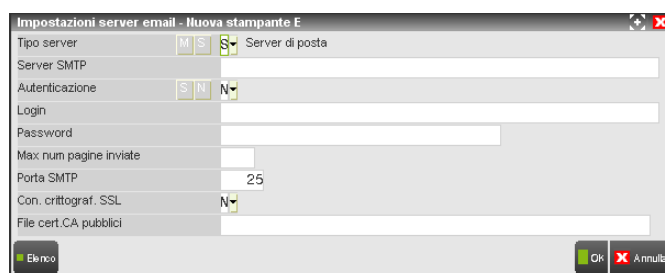 Impostazioni server email - Nuova stampante E
Tipo server M S S Server di posta
Server SMTP
Autenticazione S N N
Login
Password
Max num pagine inviate
Porta SMTP 25
Con. crittograf. SSL N
File cert.CA pubblici
Elenco OK Annulla